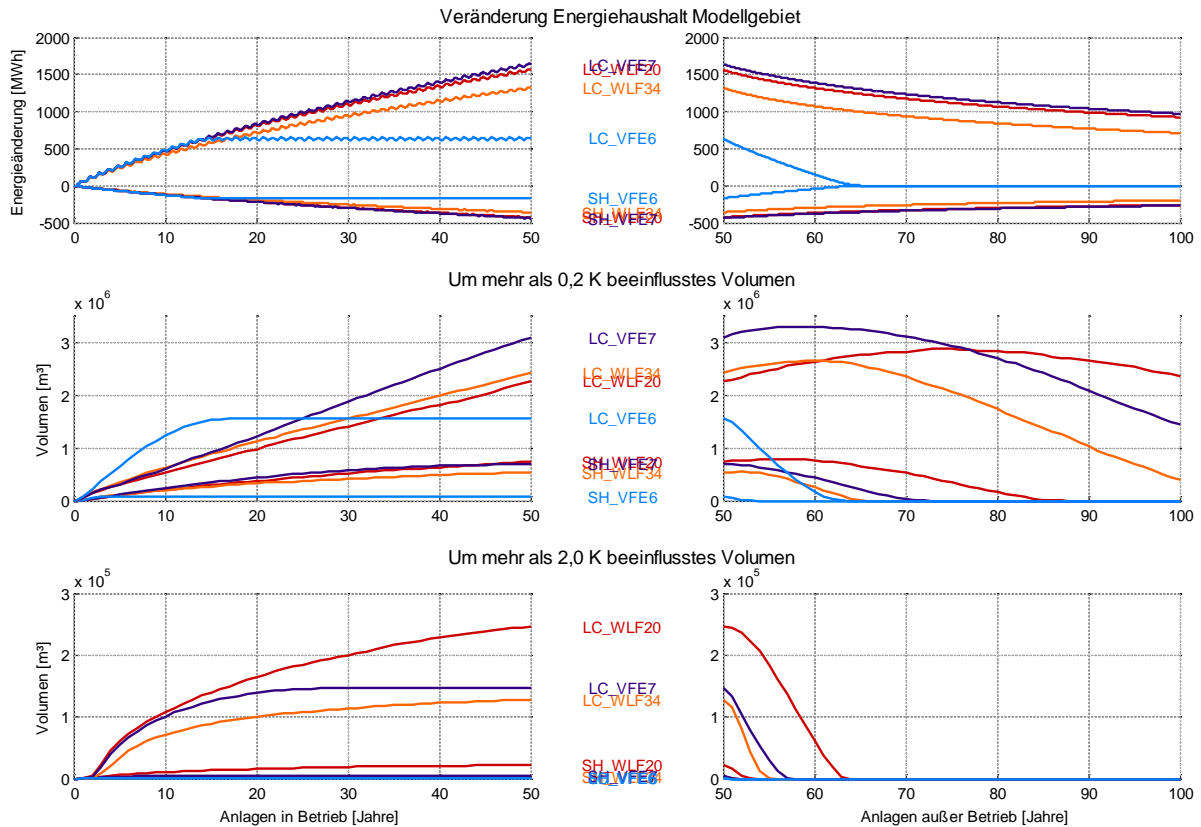 Veränderung Energiehaushalt Modellgebiet
Energieänderung [MWh]
2000
1500
1000
500
0
-500
0 10 20 30 40 50
LC_VFE7
LC_WLF20
LC_WLF34
LC_VFE6
SH_VFE6
SH_WLF34
SH_WLF20
SH_VFE7
2000
1500
1000
500
0
-500
50 60 70 80 90 100
Um mehr als 0,2 K beeinflusstes Volumen
x 10^6
Volumen [m³]
3
2
1
0
0 10 20 30 40 50
LC_VFE7
LC_WLF34
LC_WLF20
LC_VFE6
SH_WLF20
SH_VFE7
SH_WLF34
SH_VFE6
x 10^6
3
2
1
0
50 60 70 80 90 100
Um mehr als 2,0 K beeinflusstes Volumen
x 10^5
Volumen [m³]
3
2
1
0
0 10 20 30 40 50
Anlagen in Betrieb [Jahre]
LC_WLF20
LC_VFE7
LC_WLF34
SH_WLF20
SH_VFE7
SH_WLF34
SH_VFE6
x 10^5
3
2
1
0
50 60 70 80 90 100
Anlagen außer Betrieb [Jahre]